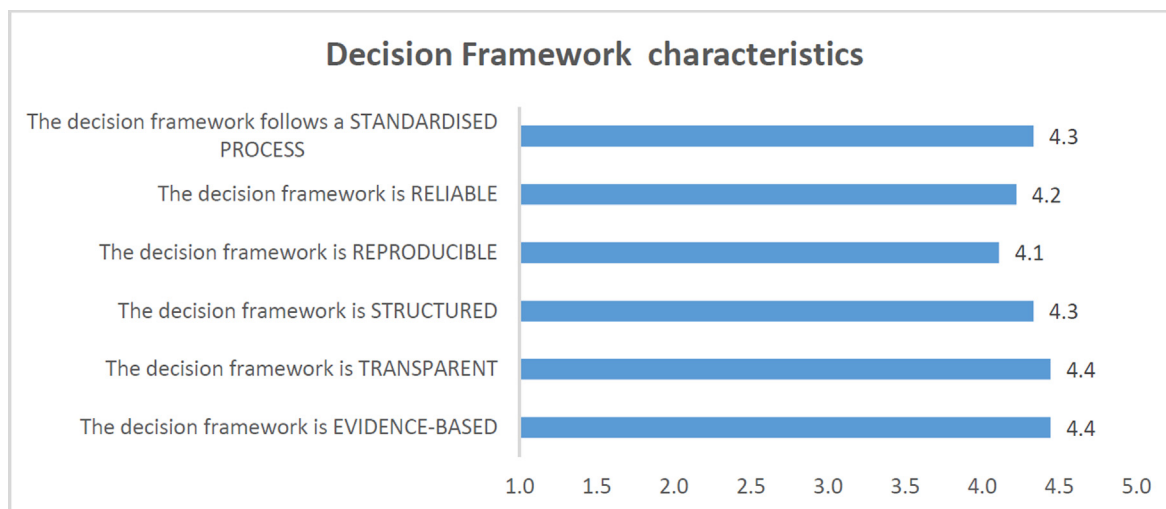 Decision Framework characteristics
The decision framework follows a STANDARDISED
PROCESS
4.3
The decision framework is RELIABLE
4.2
The decision framework is REPRODUCIBLE
4.1
The decision framework is STRUCTURED
4.3
The decision framework is TRANSPARENT
4.4
The decision framework is EVIDENCE-BASED
4.4
1.0 1.5 2.0 2.5 3.0 3.5 4.0 4.5 5.0